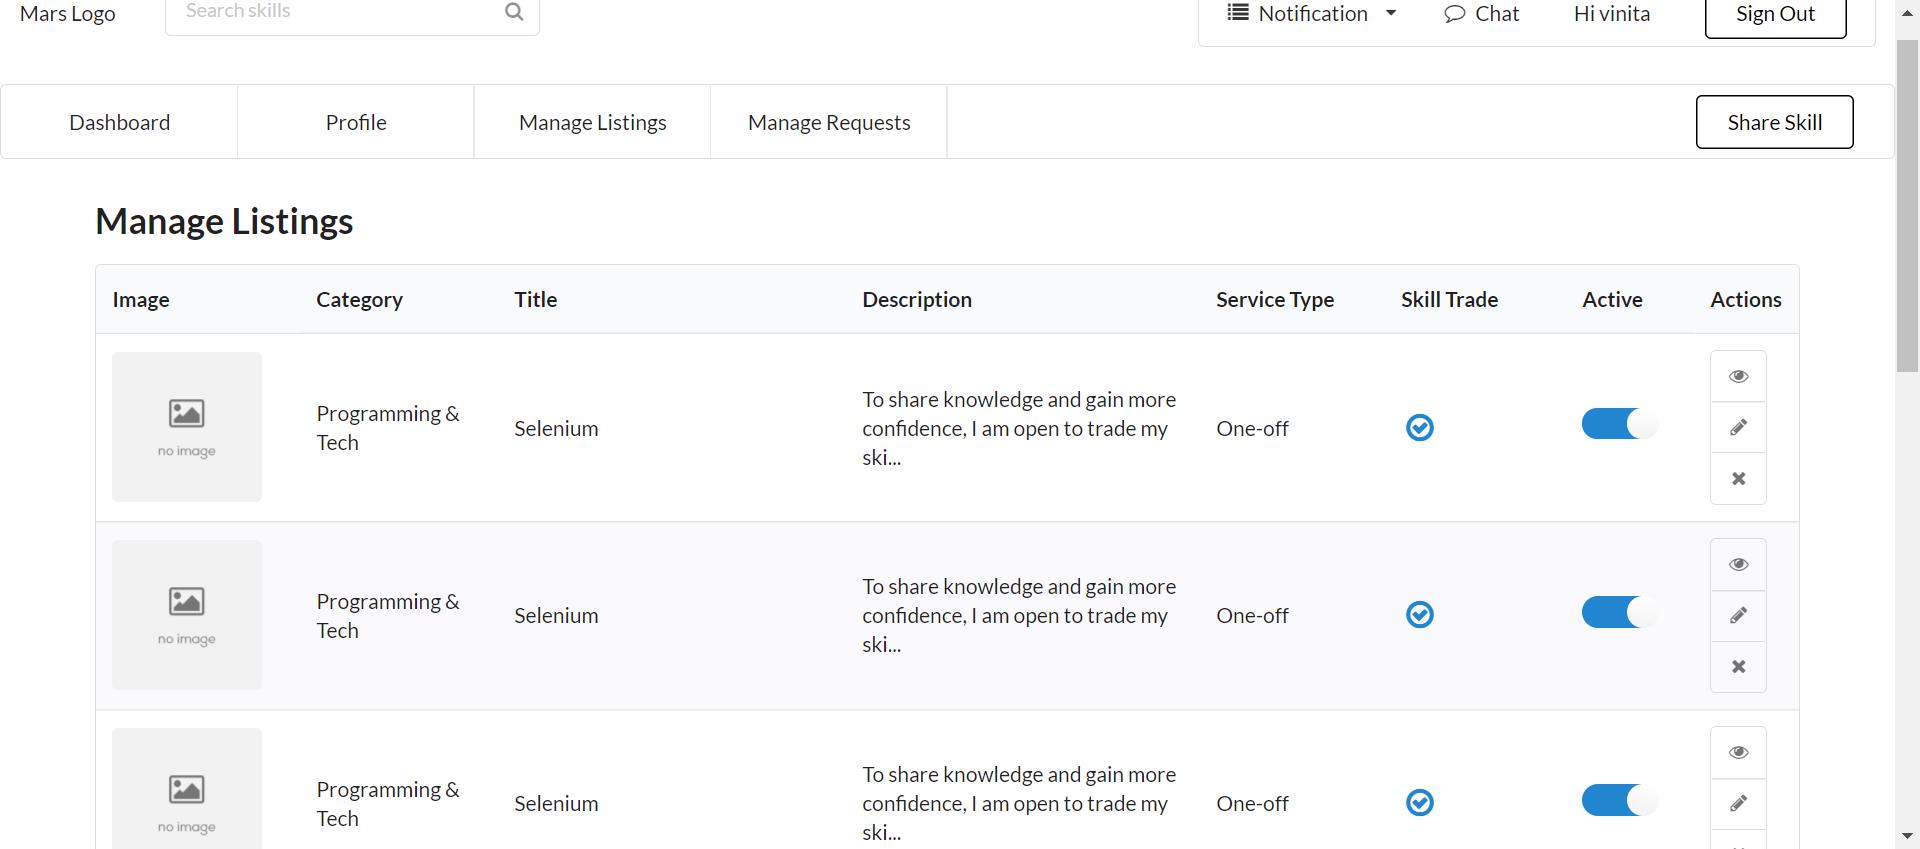 Mars Logo
Search skills
Notification
Chat
Hi vinita
Sign Out
Dashboard
Profile
Manage Listings
Manage Requests
Share Skill
Manage Listings
Image
Category
Title
Description
Service Type
Skill Trade
Active
Actions
no image
Programming &
Tech
Selenium
To share knowledge and gain more
confidence, I am open to trade my
ski...
One-off
no image
Programming &
Tech
Selenium
To share knowledge and gain more
confidence, I am open to trade my
ski...
One-off
no image
Programming &
Tech
Selenium
To share knowledge and gain more
confidence, I am open to trade my
ski...
One-off